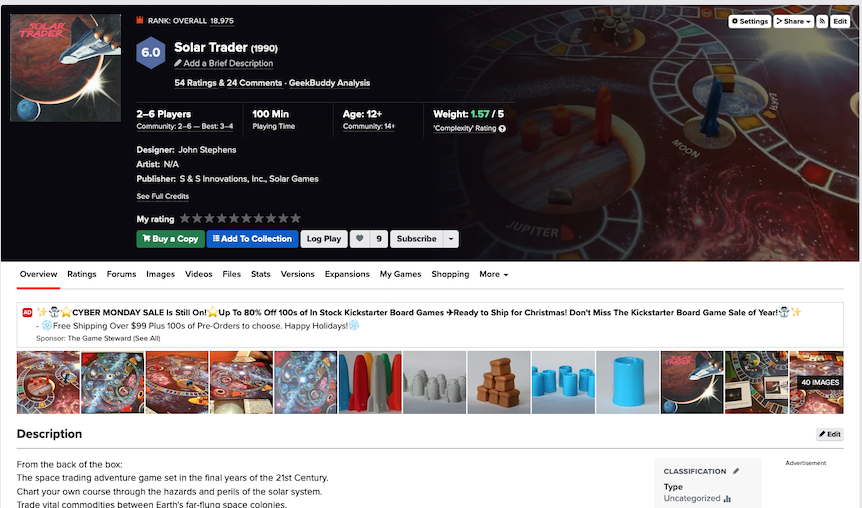 SOLAR TRADER
RANK: OVERALL 18,975
Settings
Share
Edit
6.0
Solar Trader (1990)
Add a Brief Description
54 Ratings & 24 Comments · GeekBuddy Analysis
2–6 Players
Community: 2–6 — Best: 3–4
100 Min
Playing Time
Age: 12+
Community: 14+
Weight: 1.57 / 5
'Complexity' Rating
EARTH
MOON
JUPITER
Designer: John Stephens
Artist: N/A
Publisher: S & S Innovations, Inc., Solar Games
See Full Credits
My rating
Buy a Copy
Add To Collection
Log Play
9
Subscribe
Overview Ratings Forums Images Videos Files Stats Versions Expansions My Games Shopping More
AD
CYBER MONDAY SALE Is Still On! Up To 80% Off 100s of In Stock Kickstarter Board Games ✈Ready to Ship for Christmas! Don't Miss The Kickstarter Board Game Sale of Year!
- Free Shipping Over $99 Plus 100s of Pre-Orders to choose. Happy Holidays!
Sponsor: The Game Steward (See All)
40 IMAGES
Description
Edit
From the back of the box:
The space trading adventure game set in the final years of the 21st Century.
Chart your own course through the hazards and perils of the solar system.
Trade vital commodities between Earth's far-flung space colonies.
CLASSIFICATION
Type
Uncategorized
Advertisement